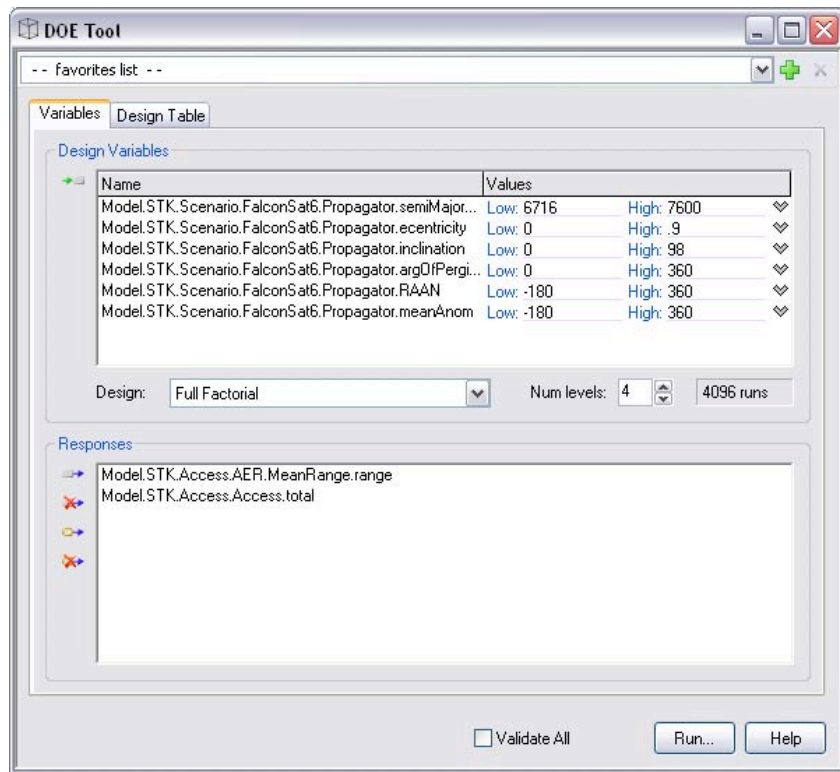 DOE Tool
-- favorites list --
Variables Design Table
Design Variables
Name Values
Model.STK.Scenario.FalconSat6.Propagator.semiMajor... Low: 6716 High: 7600
Model.STK.Scenario.FalconSat6.Propagator.ecentricity Low: 0 High: .9
Model.STK.Scenario.FalconSat6.Propagator.inclination Low: 0 High: 98
Model.STK.Scenario.FalconSat6.Propagator.argOfPergi... Low: 0 High: 360
Model.STK.Scenario.FalconSat6.Propagator.RAAN Low: -180 High: 360
Model.STK.Scenario.FalconSat6.Propagator.meanAnom Low: -180 High: 360
Design: Full Factorial Num levels: 4 4096 runs
Responses
Model.STK.Access.AER.MeanRange.range
Model.STK.Access.Access.total
Validate All Run... Help